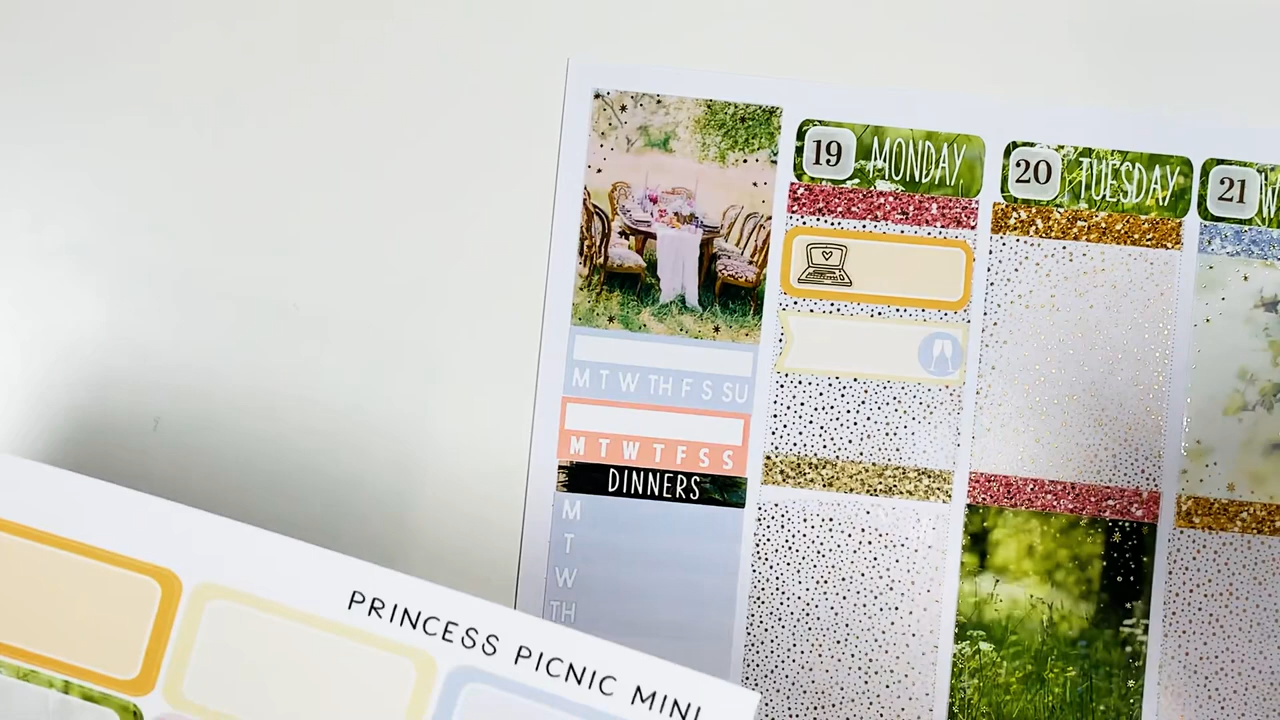 19 MONDAY
20 TUESDAY
21 W
M T W TH F S SU
M T W T F S S
DINNERS
M
T
W
TH
PRINCESS PICNIC MINI